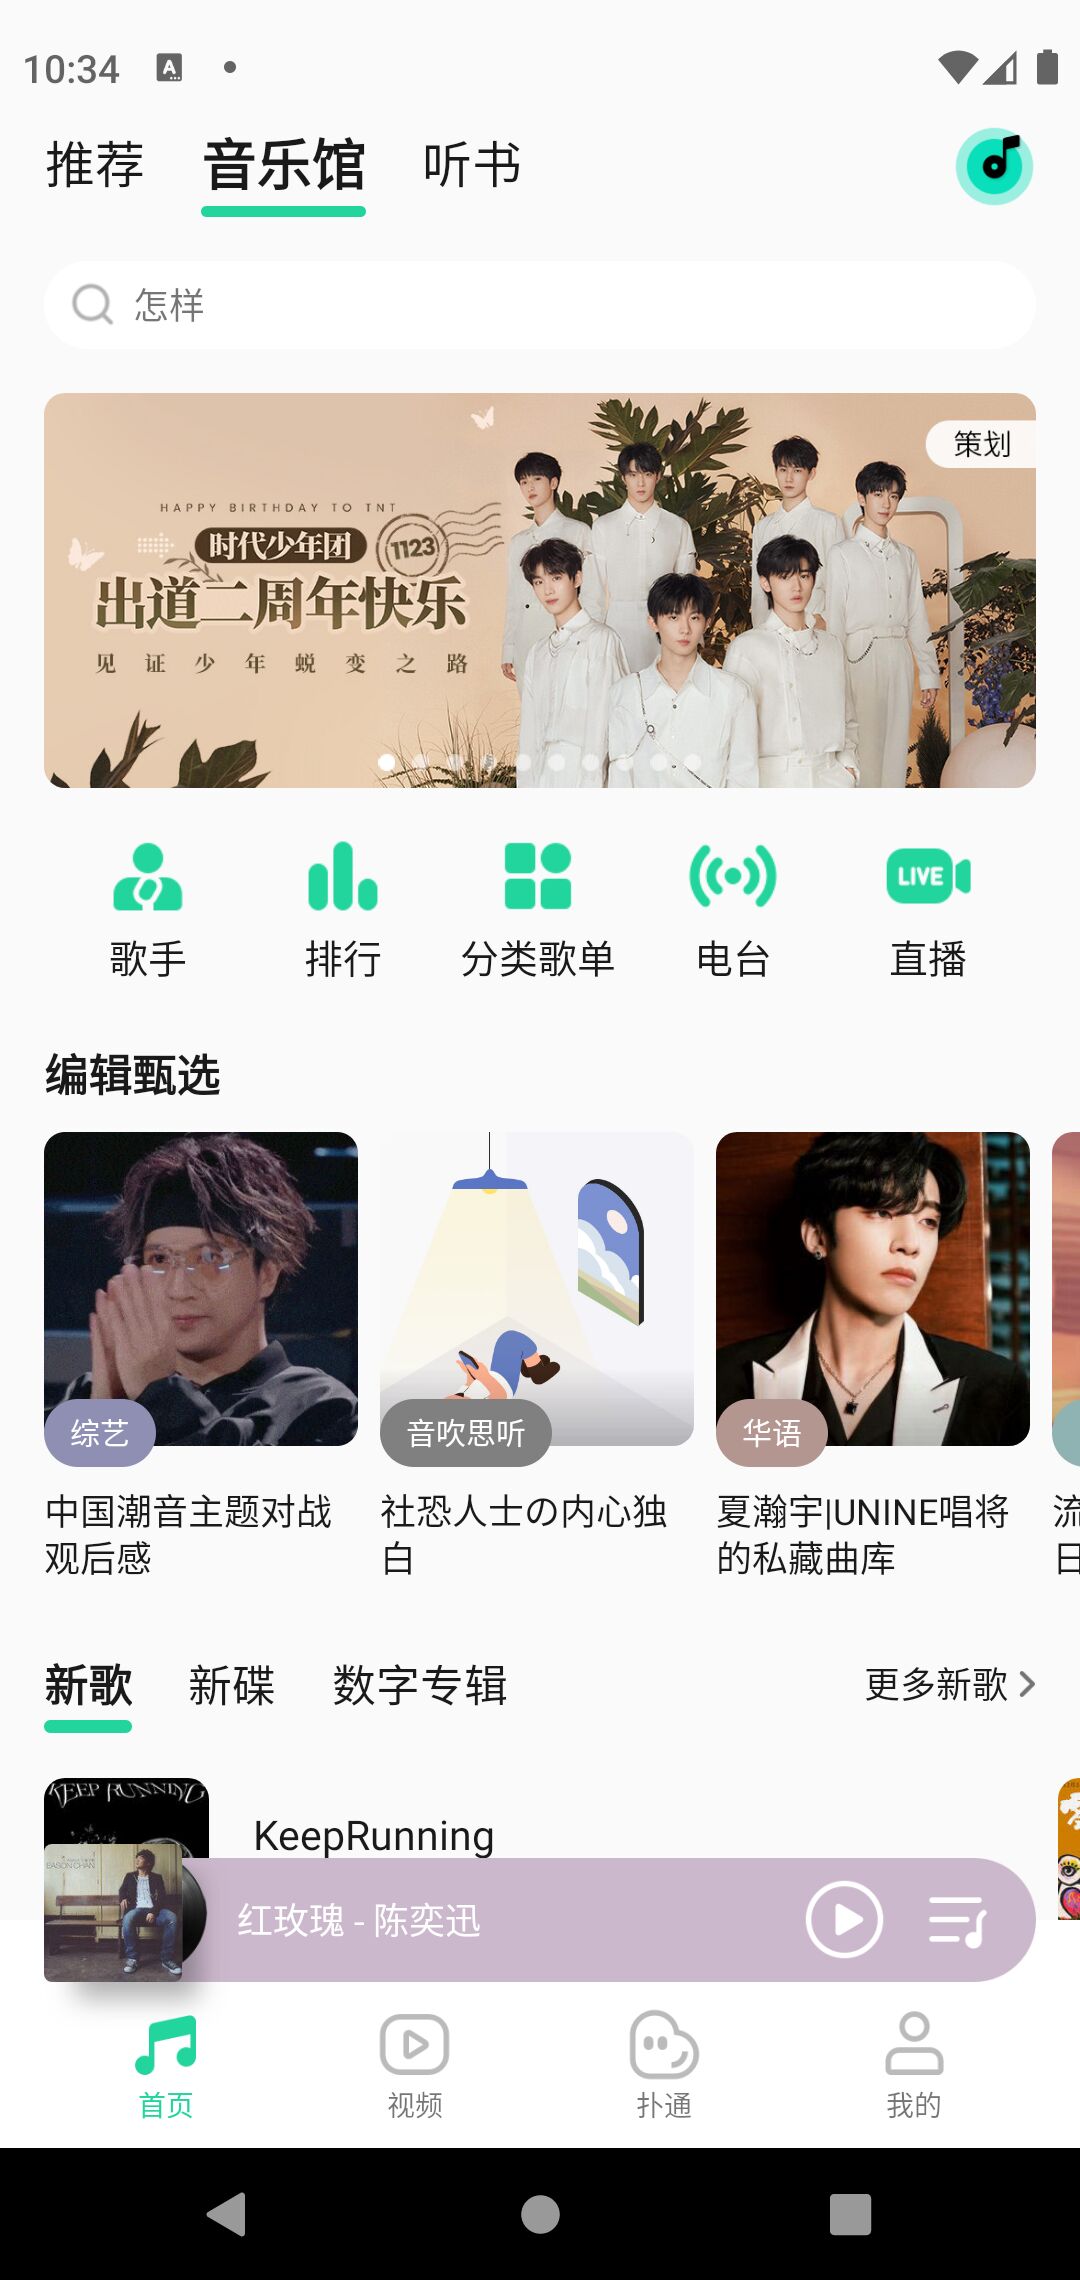 10:34
推荐
音乐馆
听书
怎样
策划
HAPPY BIRTHDAY TO TNT
时代少年团
1123
出道二周年快乐
见证少年蜕变之路
歌手
排行
分类歌单
电台
LIVE
直播
编辑甄选
综艺
音吹思听
华语
中国潮音主题对战
观后感
社恐人士の内心独
白
夏瀚宇|UNINE唱将
的私藏曲库
流
日
新歌
新碟
数字专辑
更多新歌
KEEP RUNNING
KeepRunning
EASON CHAN
红玫瑰 - 陈奕迅
首页
视频
扑通
我的